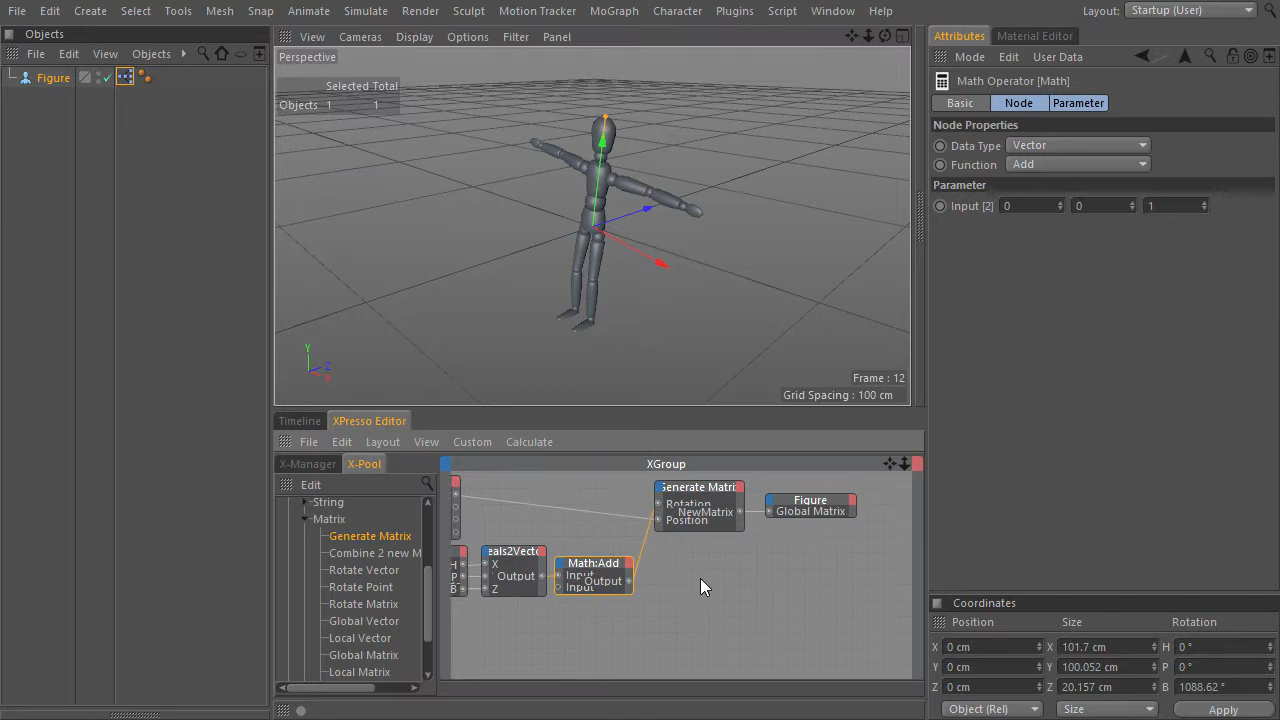 File Edit Create Select Tools Mesh Snap Animate Simulate Render Sculpt Motion Tracker MoGraph Character Plugins Script Window Help Layout: Startup (User)
Objects
File Edit View Objects
Figure
View Cameras Display Options Filter Panel
Perspective
Selected Total
Objects 1 1
Y
Z
X
Frame : 12
Grid Spacing : 100 cm
Timeline XPresso Editor
File Edit Layout View Custom Calculate
X-Manager X-Pool
Edit
String
Matrix
Generate Matrix
Combine 2 new M
Rotate Vector
Rotate Point
Rotate Matrix
Global Vector
Local Vector
Global Matrix
Local Matrix
XGroup
H
P
B
eals2Vecto
X
Output
Z
Math:Add
Input
Output
Input
Generate Matri
Rotation
NewMatrix
Position
Figure
Global Matrix
Attributes Material Editor
Mode Edit User Data
Math Operator [Math]
Basic Node Parameter
Node Properties
Data Type Vector
Function Add
Parameter
Input [2] 0 0 1
Coordinates
Position Size Rotation
X 0 cm X 101.7 cm H 0 °
Y 0 cm Y 100.052 cm P 0 °
Z 0 cm Z 20.157 cm B 1088.62 °
Object (Rel) Size Apply